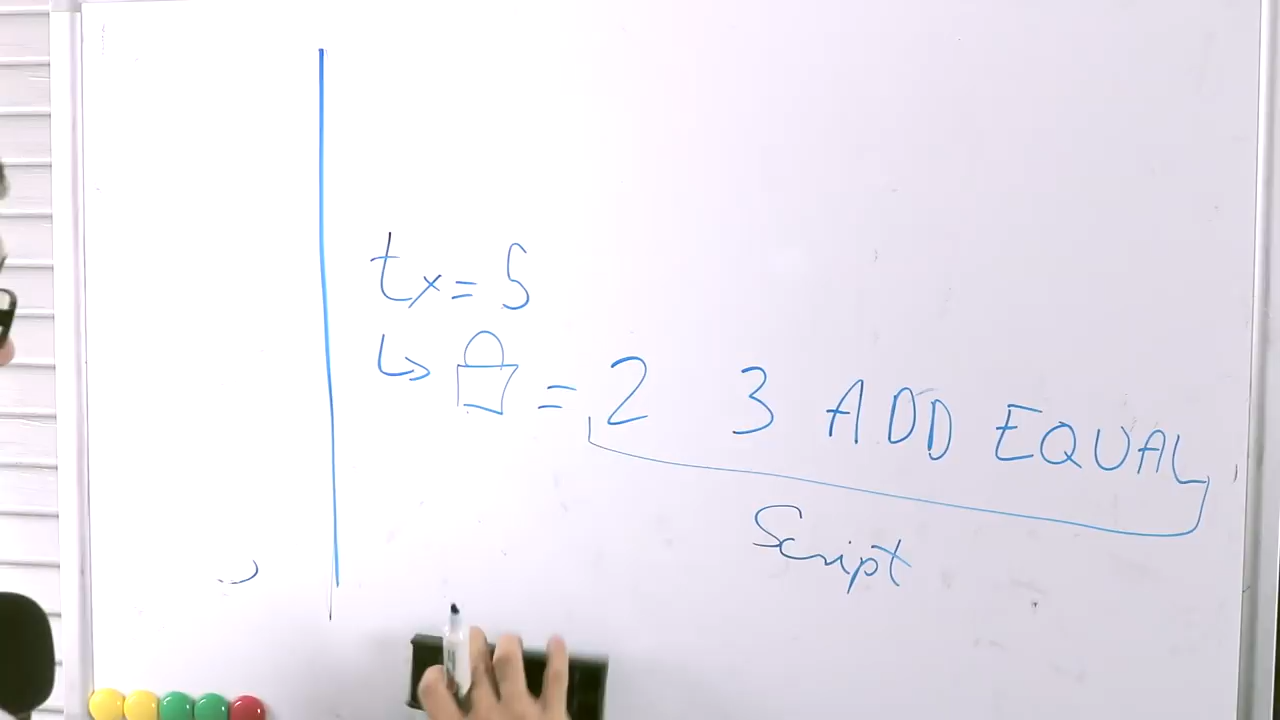 tx = 5
= 2 3 ADD EQUAL
Script